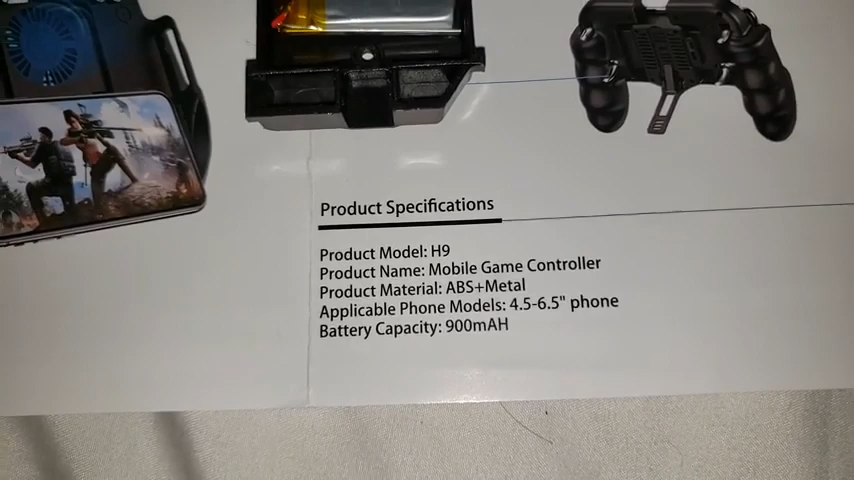 Product Specifications
Product Model: H9
Product Name: Mobile Game Controller
Product Material: ABS+Metal
Applicable Phone Models: 4.5-6.5" phone
Battery Capacity: 900mAH